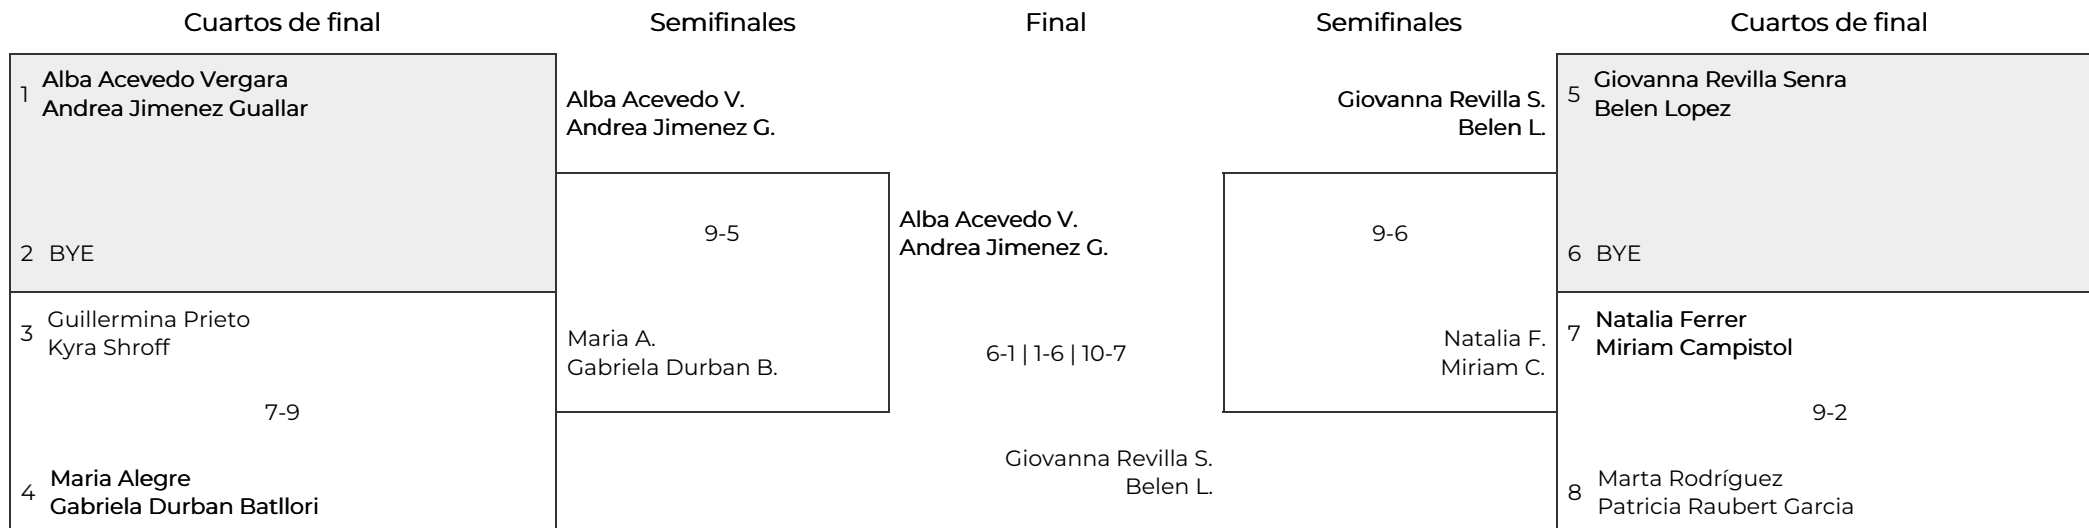 Cuartos de final
Semifinales
Final
Semifinales
Cuartos de final
1
Alba Acevedo Vergara
Andrea Jimenez Guallar
2 BYE
3
Guillermina Prieto
Kyra Shroff
7-9
4
Maria Alegre
Gabriela Durban Batllori
Alba Acevedo V.
Andrea Jimenez G.
9-5
Maria A.
Gabriela Durban B.
Alba Acevedo V.
Andrea Jimenez G.
6-1 | 1-6 | 10-7
Giovanna Revilla S.
Belen L.
Giovanna Revilla S.
Belen L.
9-6
Natalia F.
Miriam C.
5
Giovanna Revilla Senra
Belen Lopez
6 BYE
7
Natalia Ferrer
Miriam Campistol
9-2
8
Marta Rodríguez
Patricia Raubert Garcia